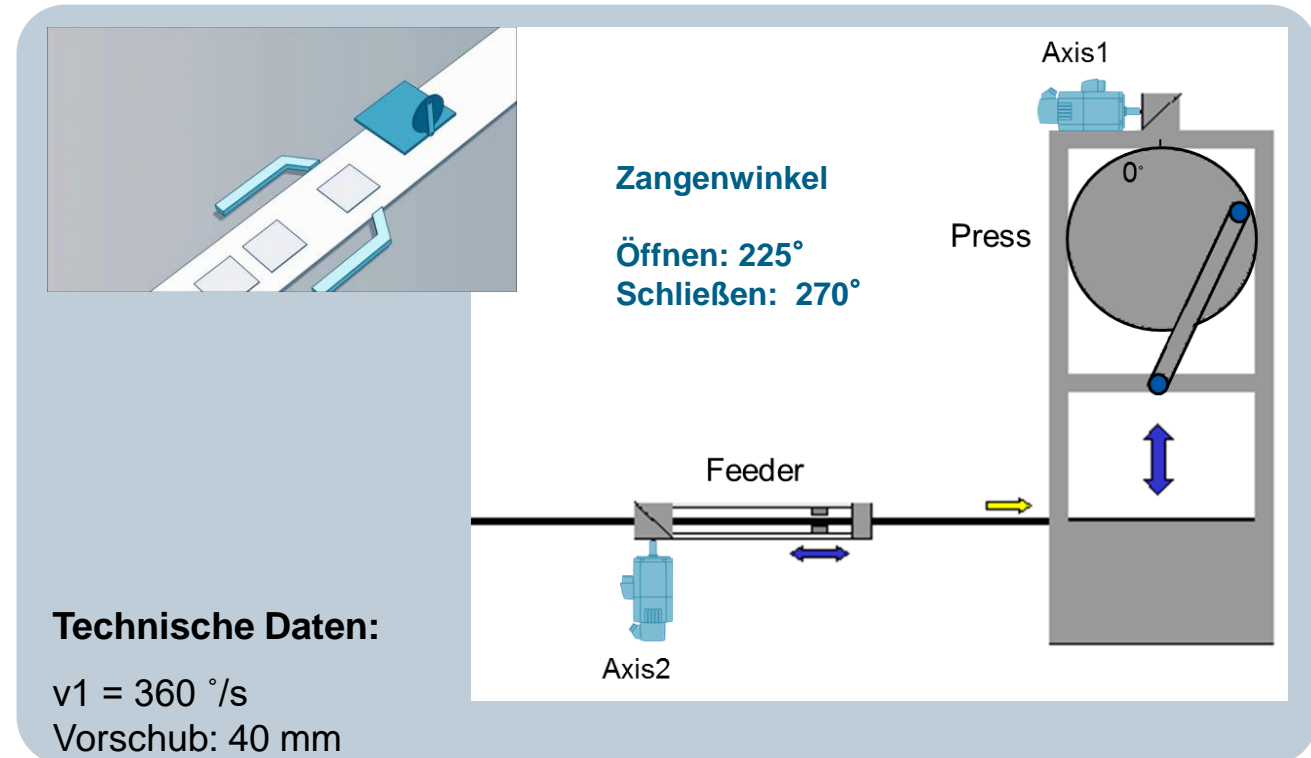 Axis1
0°
Zangenwinkel
Press
Öffnen: 225°
Schließen: 270°
Feeder
Technische Daten:
Axis2
v1 = 360 °/s
Vorschub: 40 mm